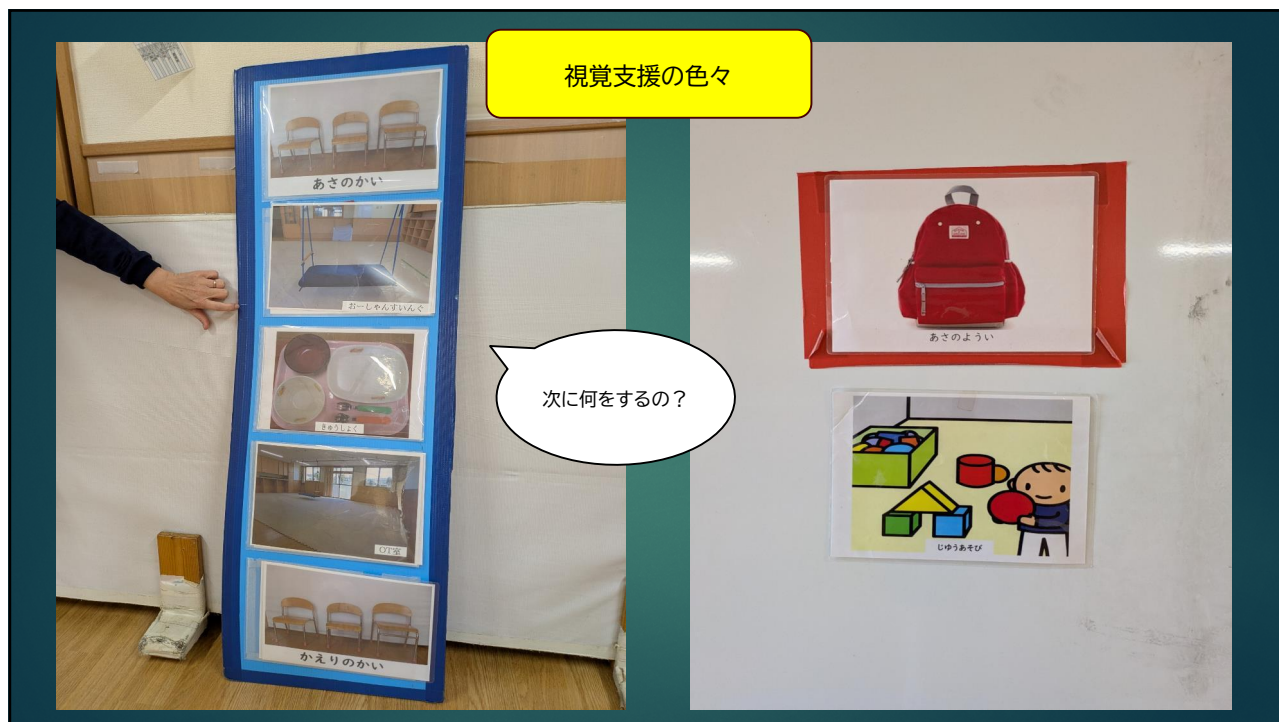 視覚支援の色々
あさのかい
おーしゃんすいんぐ
きゅうしょく
OT室
かえりのかい
次に何をするの？
あさのようい
じゆうあそび